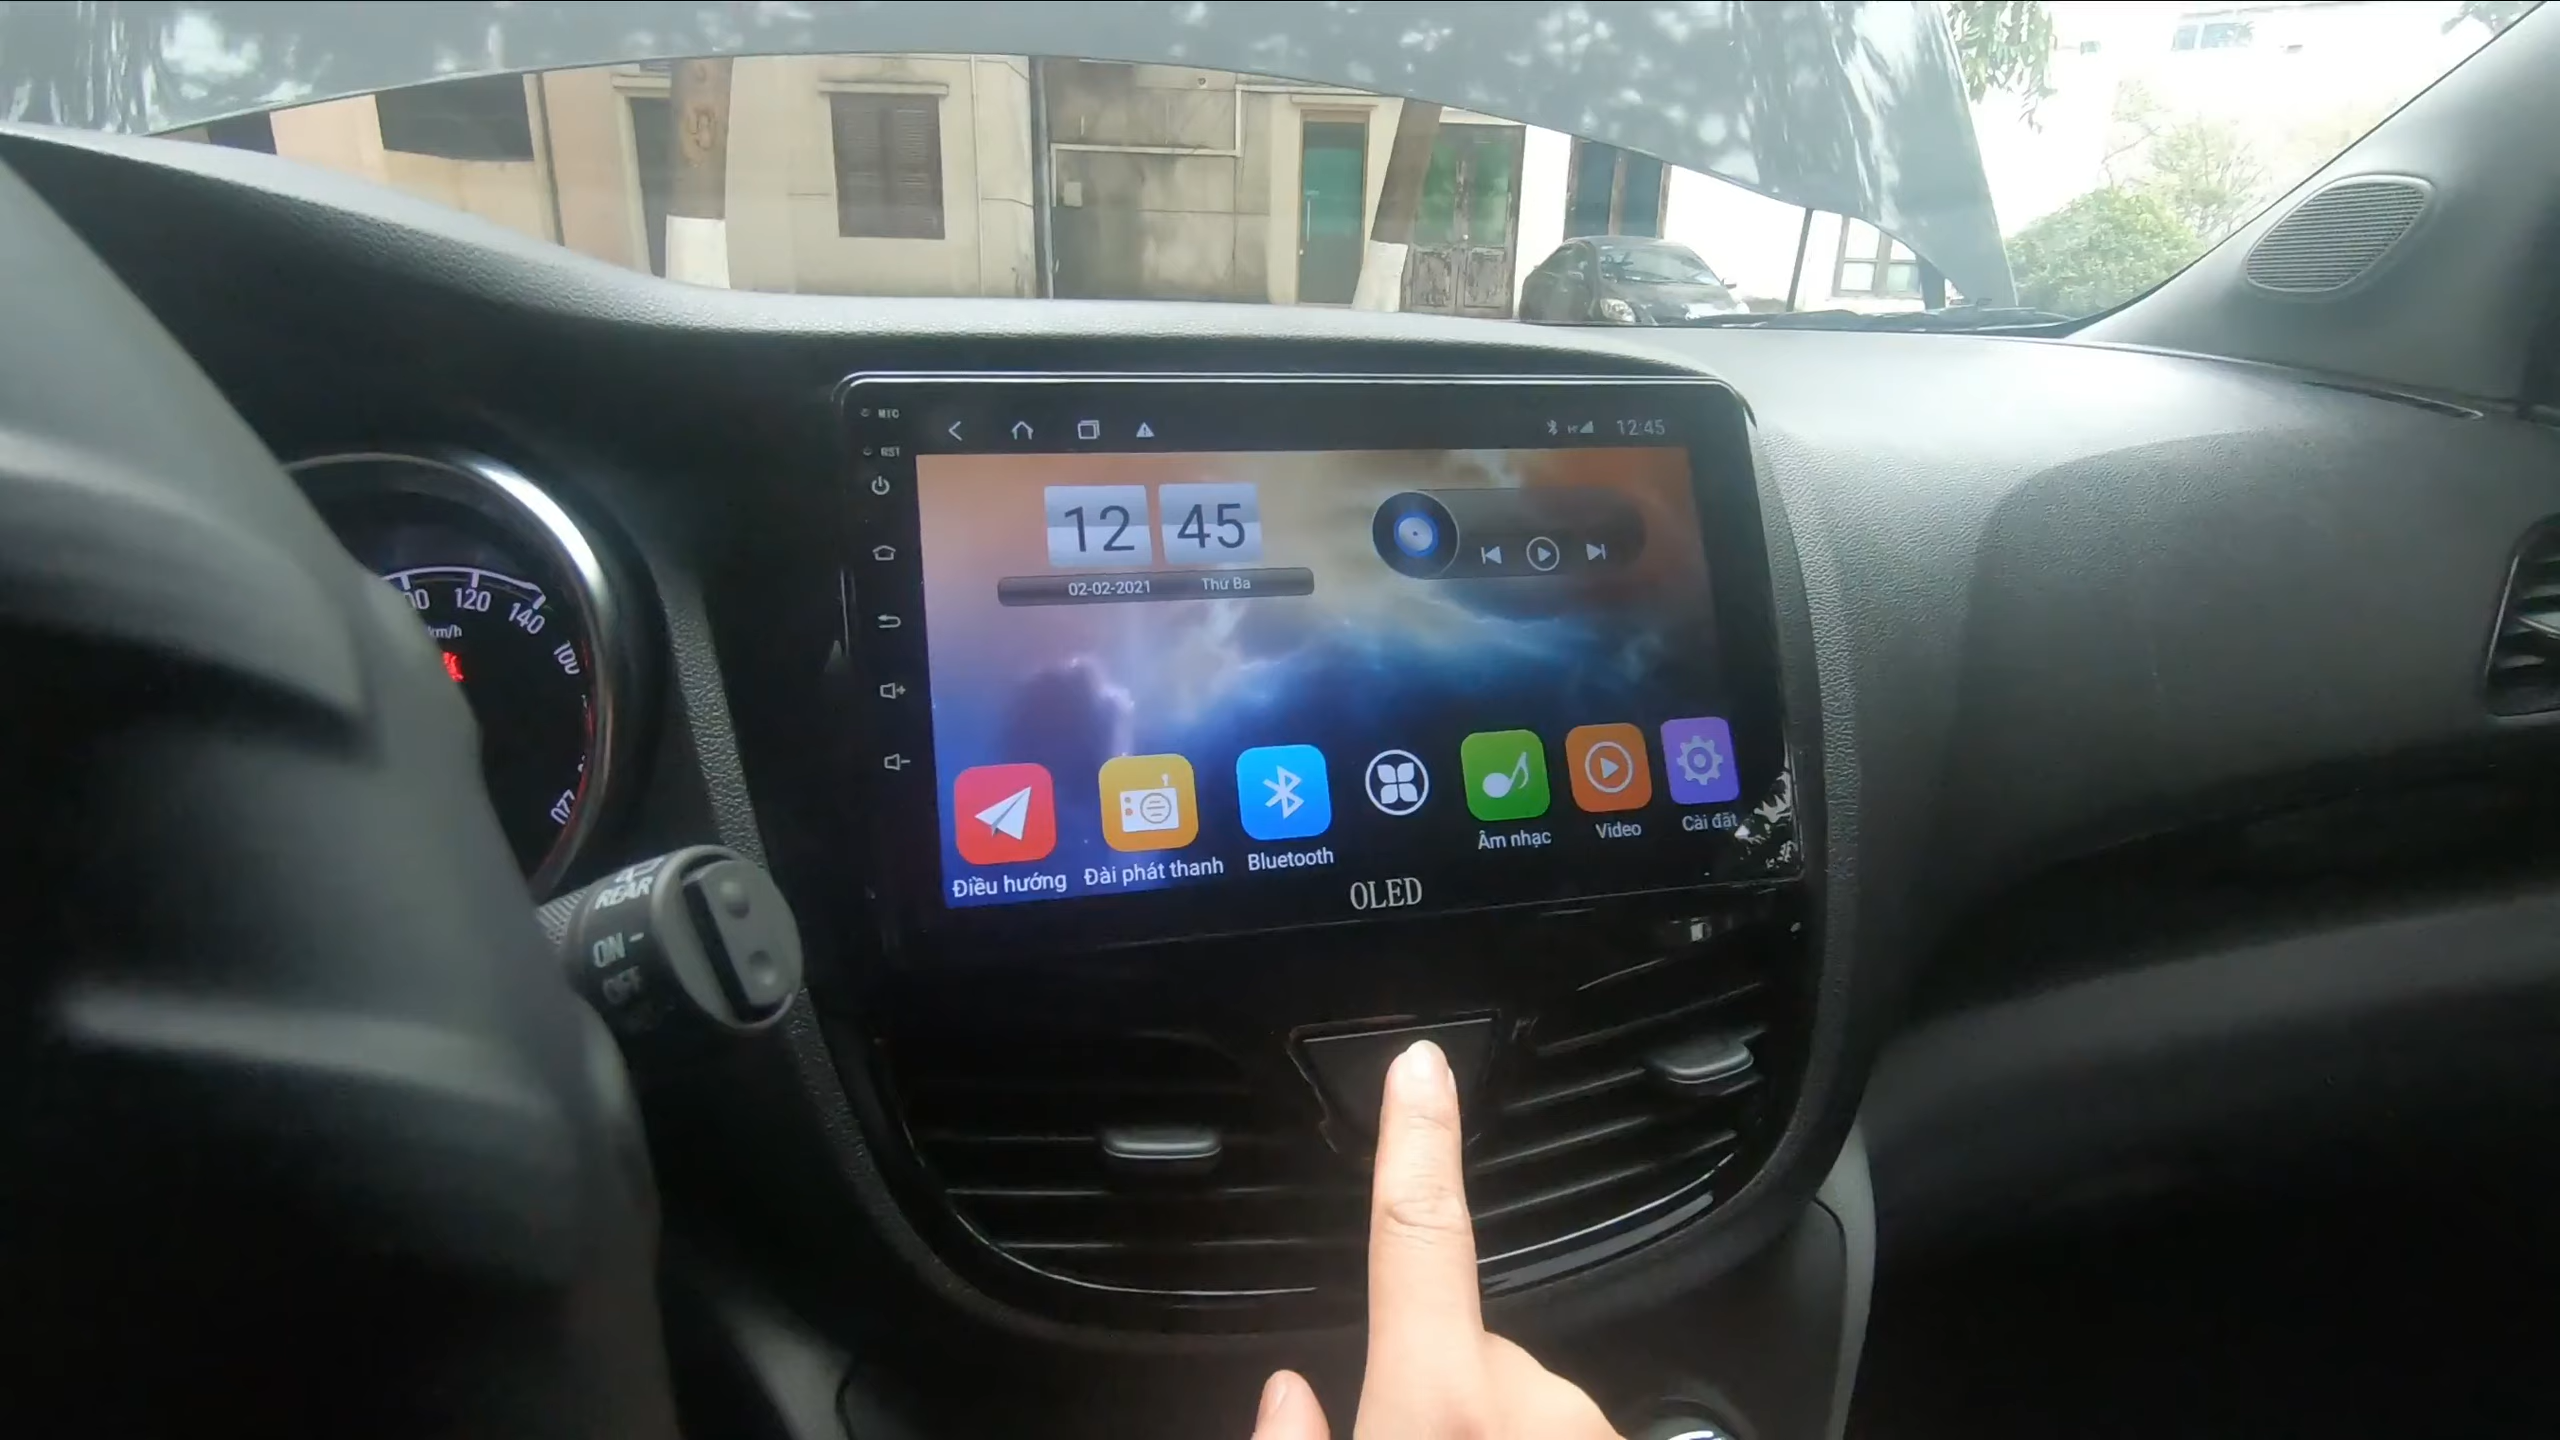 MIC
12:45
RST
12 45
02-02-2021 Thứ Ba
120
140
km/h
Điều hướng
Đài phát thanh
Bluetooth
Âm nhạc
Video
Cài đặt
OLED
REAR
ON
OFF